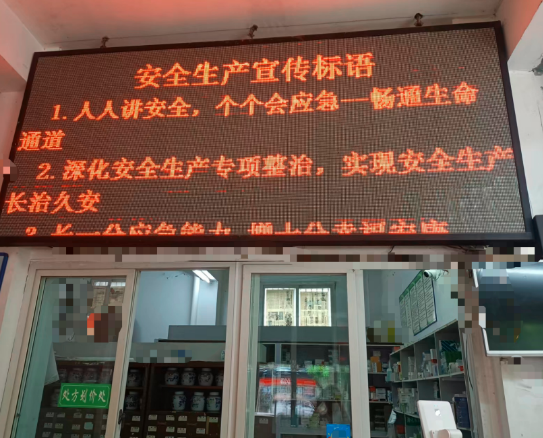 安全生产宣传标语
1.人人讲安全，个个会应急—畅通生命
通道
2.深化安全生产专项整治，实现安全生产
长治久安
处方划价处